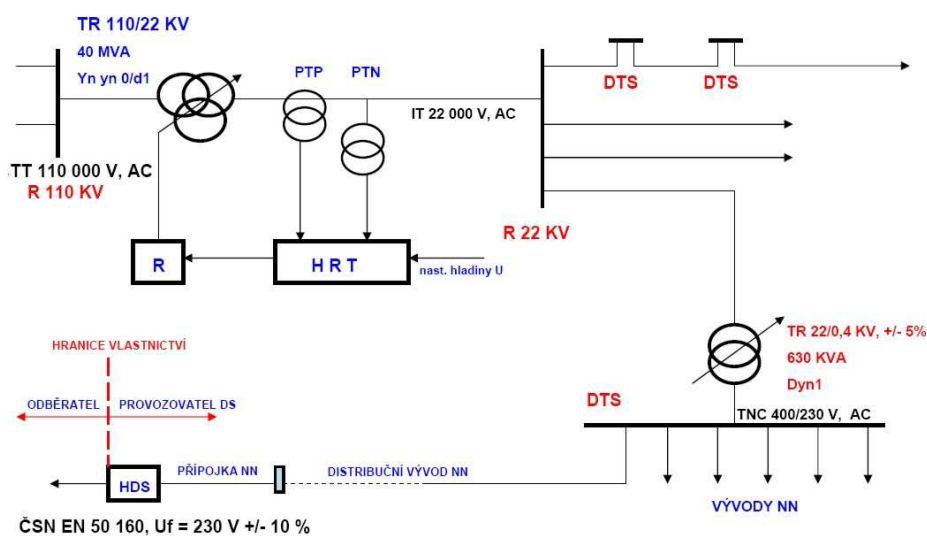 TR 110/22 KV
40 MVA
Yn yn 0/d1
PTP
PTN
DTS
DTS
IT 22 000 V, AC
TT 110 000 V, AC
R 110 KV
R 22 KV
R
H R T
nast. hladiny U
TR 22/0,4 KV, +/- 5%
630 KVA
Dyn1
HRANICE VLASTNICTVÍ
ODBĚRATEL
PROVOZOVATEL DS
DTS
TNC 400/230 V, AC
PŘÍPOJKA NN
DISTRIBUČNÍ VÝVOD NN
HDS
VÝVODY NN
ČSN EN 50 160, Uf = 230 V +/- 10 %